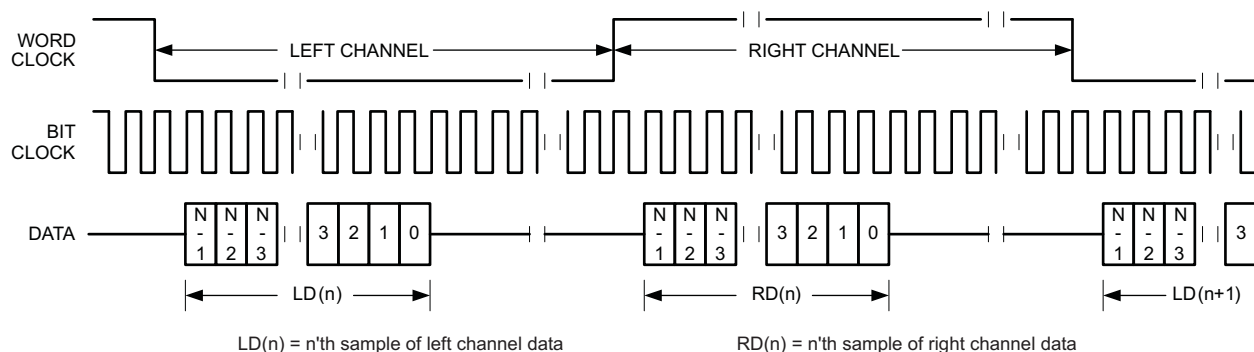 WORD
CLOCK
LEFT CHANNEL
RIGHT CHANNEL
BIT
CLOCK
DATA
N-1 N-2 N-3 3 2 1 0
N-1 N-2 N-3 3 2 1 0
N-1 N-2 N-3 3
LD(n)
RD(n)
LD(n+1)
LD(n) = n'th sample of left channel data
RD(n) = n'th sample of right channel data